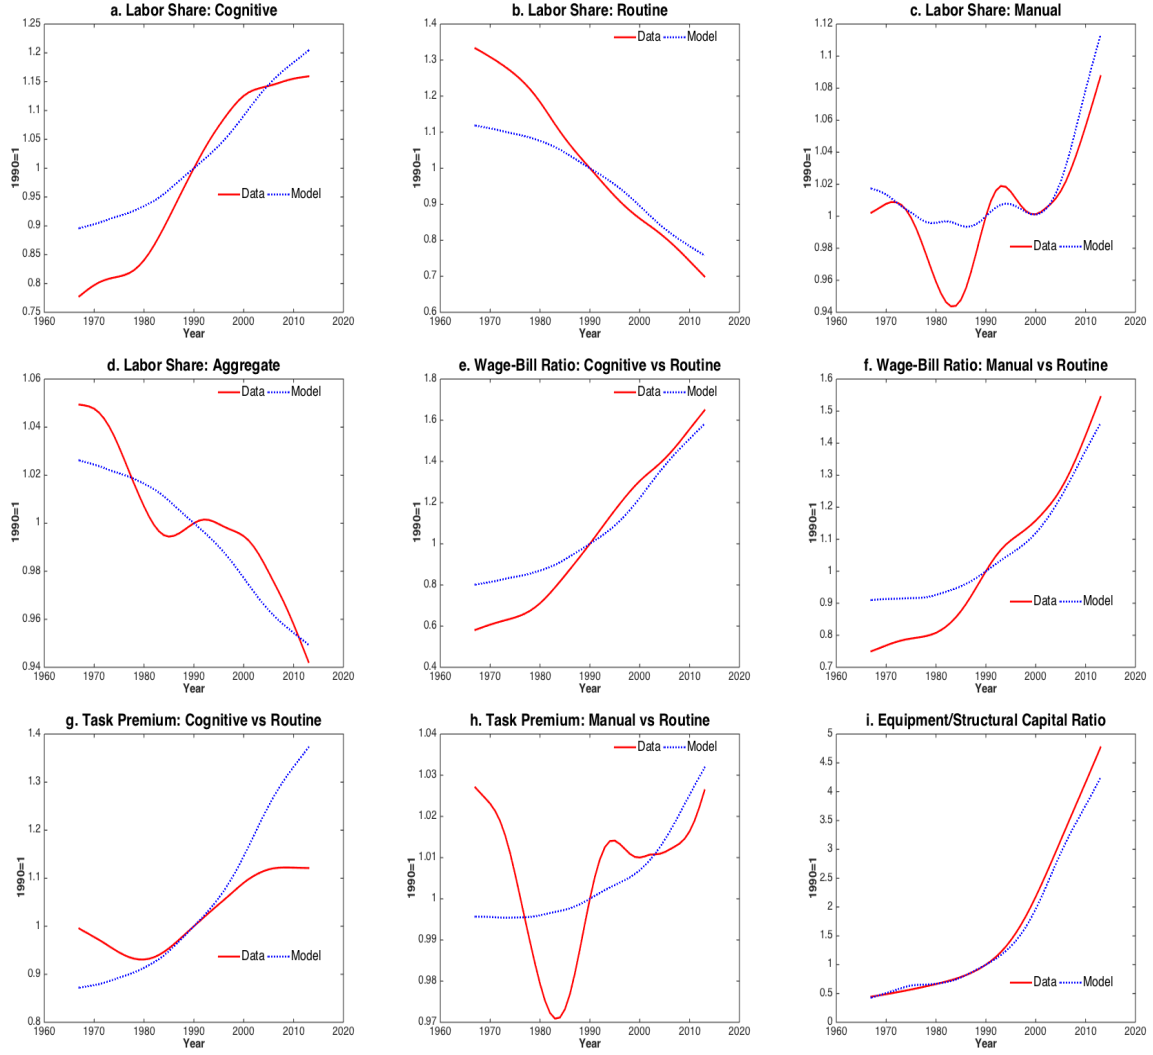 a. Labor Share: Cognitive
1.25
1.2
1.15
1.1
1.05
1
0.95
0.9
0.85
0.8
0.75
1990=1
Data Model
1960 1970 1980 1990 2000 2010 2020
Year
b. Labor Share: Routine
1.4
1.3
1.2
1.1
1
0.9
0.8
0.7
0.6
1990=1
Data Model
1960 1970 1980 1990 2000 2010 2020
Year
c. Labor Share: Manual
1.12
1.1
1.08
1.06
1.04
1.02
1
0.98
0.96
0.94
1990=1
Data Model
1960 1970 1980 1990 2000 2010 2020
Year
d. Labor Share: Aggregate
1.06
1.04
1.02
1
0.98
0.96
0.94
1990=1
Data Model
1960 1970 1980 1990 2000 2010 2020
Year
e. Wage-Bill Ratio: Cognitive vs Routine
1.8
1.6
1.4
1.2
1
0.8
0.6
0.4
1990=1
Data Model
1960 1970 1980 1990 2000 2010 2020
Year
f. Wage-Bill Ratio: Manual vs Routine
1.6
1.5
1.4
1.3
1.2
1.1
1
0.9
0.8
0.7
1990=1
Data Model
1960 1970 1980 1990 2000 2010 2020
Year
g. Task Premium: Cognitive vs Routine
1.4
1.3
1.2
1.1
1
0.9
0.8
1990=1
Data Model
1960 1970 1980 1990 2000 2010 2020
Year
h. Task Premium: Manual vs Routine
1.04
1.03
1.02
1.01
1
0.99
0.98
0.97
1990=1
Data Model
1960 1970 1980 1990 2000 2010 2020
Year
i. Equipment/Structural Capital Ratio
5
4.5
4
3.5
3
2.5
2
1.5
1
0.5
0
1990=1
Data Model
1960 1970 1980 1990 2000 2010 2020
Year